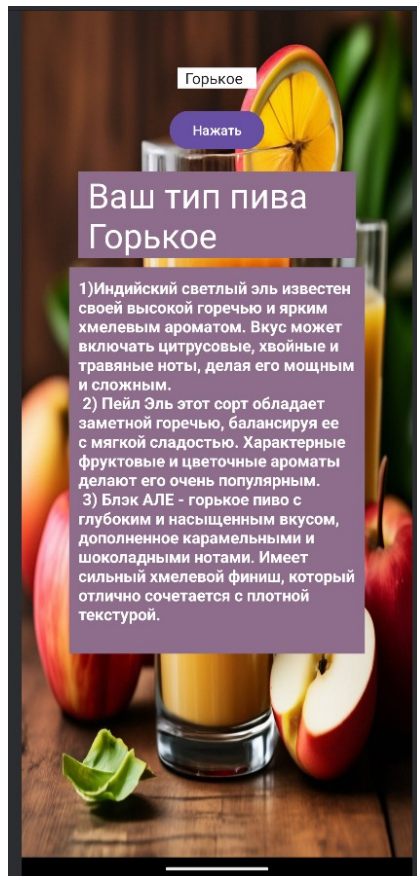 Горькое
Нажать
Ваш тип пива
Горькое
1)Индийский светлый эль известен
своей высокой горечью и ярким
хмелевым ароматом. Вкус может
включать цитрусовые, хвойные и
травяные ноты, делая его мощным
и сложным.
2) Пейл Эль этот сорт обладает
заметной горечью, балансируя ее
с мягкой сладостью. Характерные
фруктовые и цветочные ароматы
делают его очень популярным.
3) Блэк АЛЕ - горькое пиво с
глубоким и насыщенным вкусом,
дополненное карамельными и
шоколадными нотами. Имеет
сильный хмелевой финиш, который
отлично сочетается с плотной
текстурой.